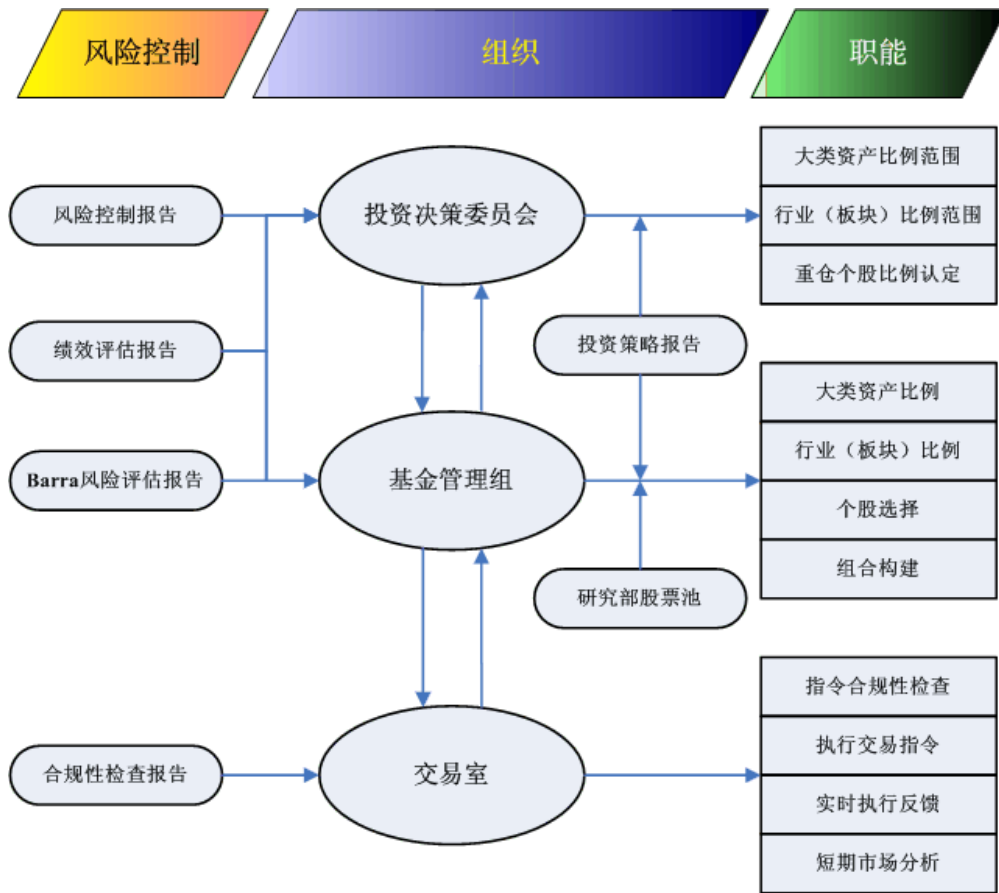 风险控制
组织
职能
大类资产比例范围
风险控制报告
投资决策委员会
行业（板块）比例范围
重仓个股比例认定
绩效评估报告
投资策略报告
大类资产比例
行业（板块）比例
Barra风险评估报告
基金管理组
个股选择
组合构建
研究部股票池
指令合规性检查
执行交易指令
合规性检查报告
交易室
实时执行反馈
短期市场分析